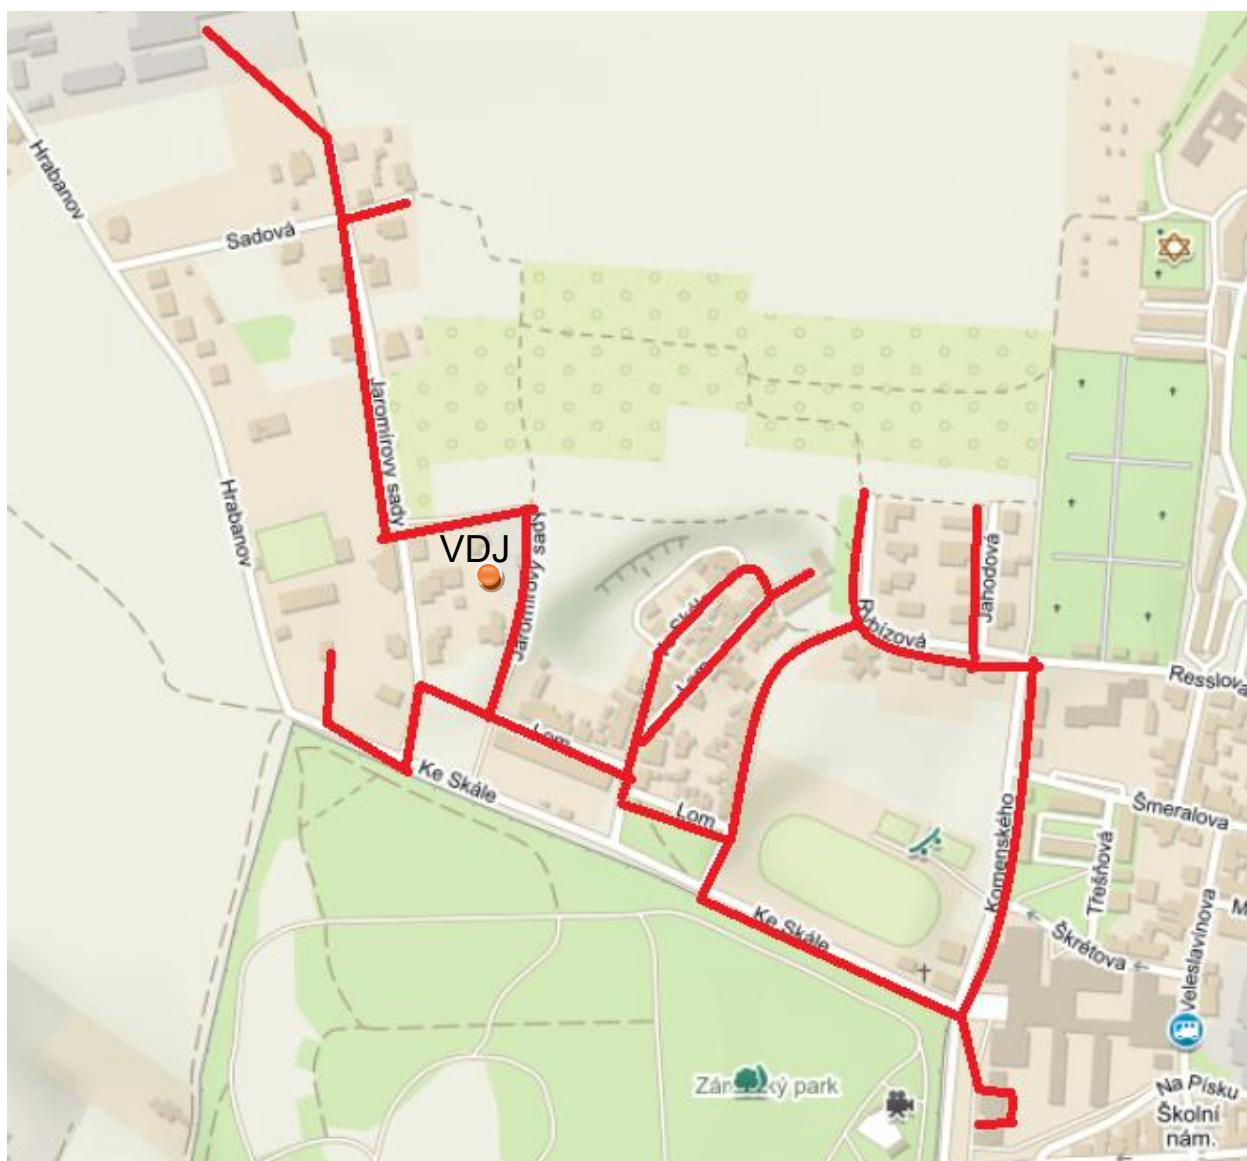 Hrabanov
Sadová
Jaromírovy sady
Hrabanov
VDJ
Jaromírovy sady
Jahodová
Rybízová
Resslova
Lom
Ke Skále
Lom
Šmeralova
Komenského
Třešňová
Ke Skále
Škrétova
Veleslavínova
M
park
Na Písku
Školní
nám.